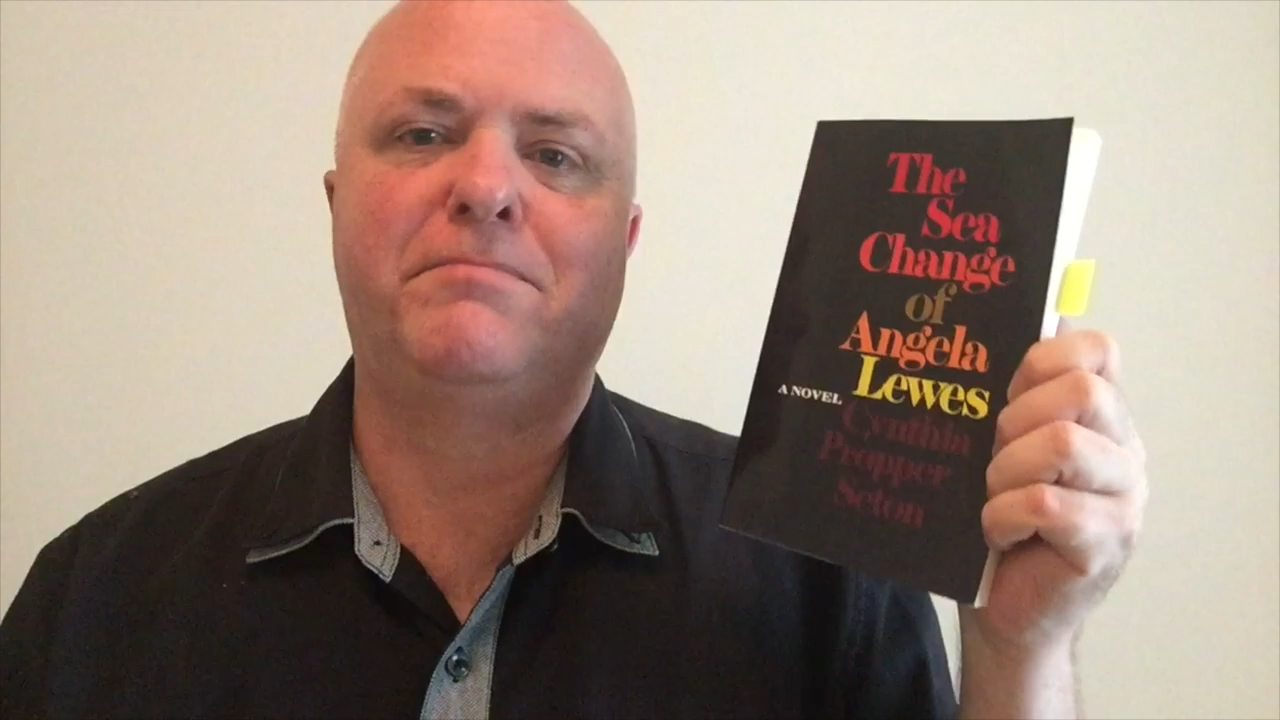 The
Sea
Change
of
Angela
Lewes
A NOVEL
Cynthia
Propper
Seton